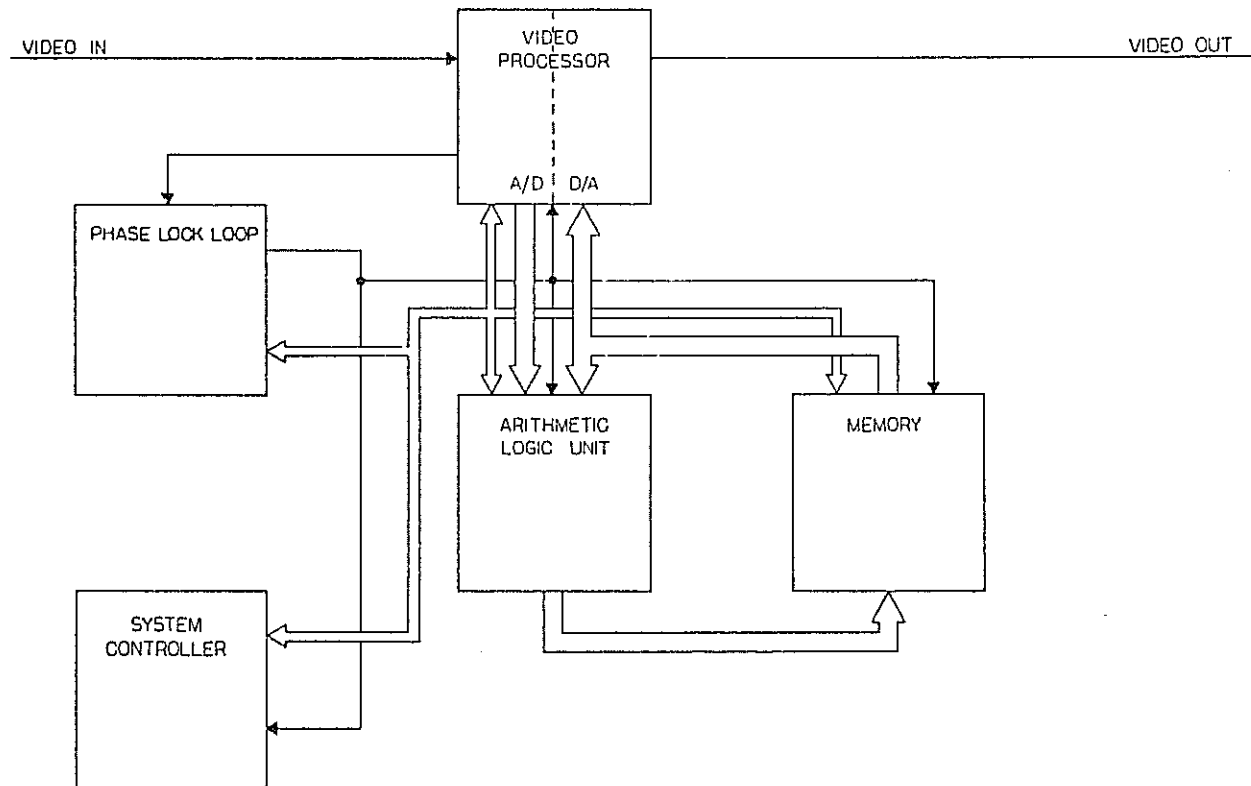 VIDEO IN
VIDEO
PROCESSOR
VIDEO OUT
A/D D/A
PHASE LOCK LOOP
ARITHMETIC
LOGIC UNIT
MEMORY
SYSTEM
CONTROLLER